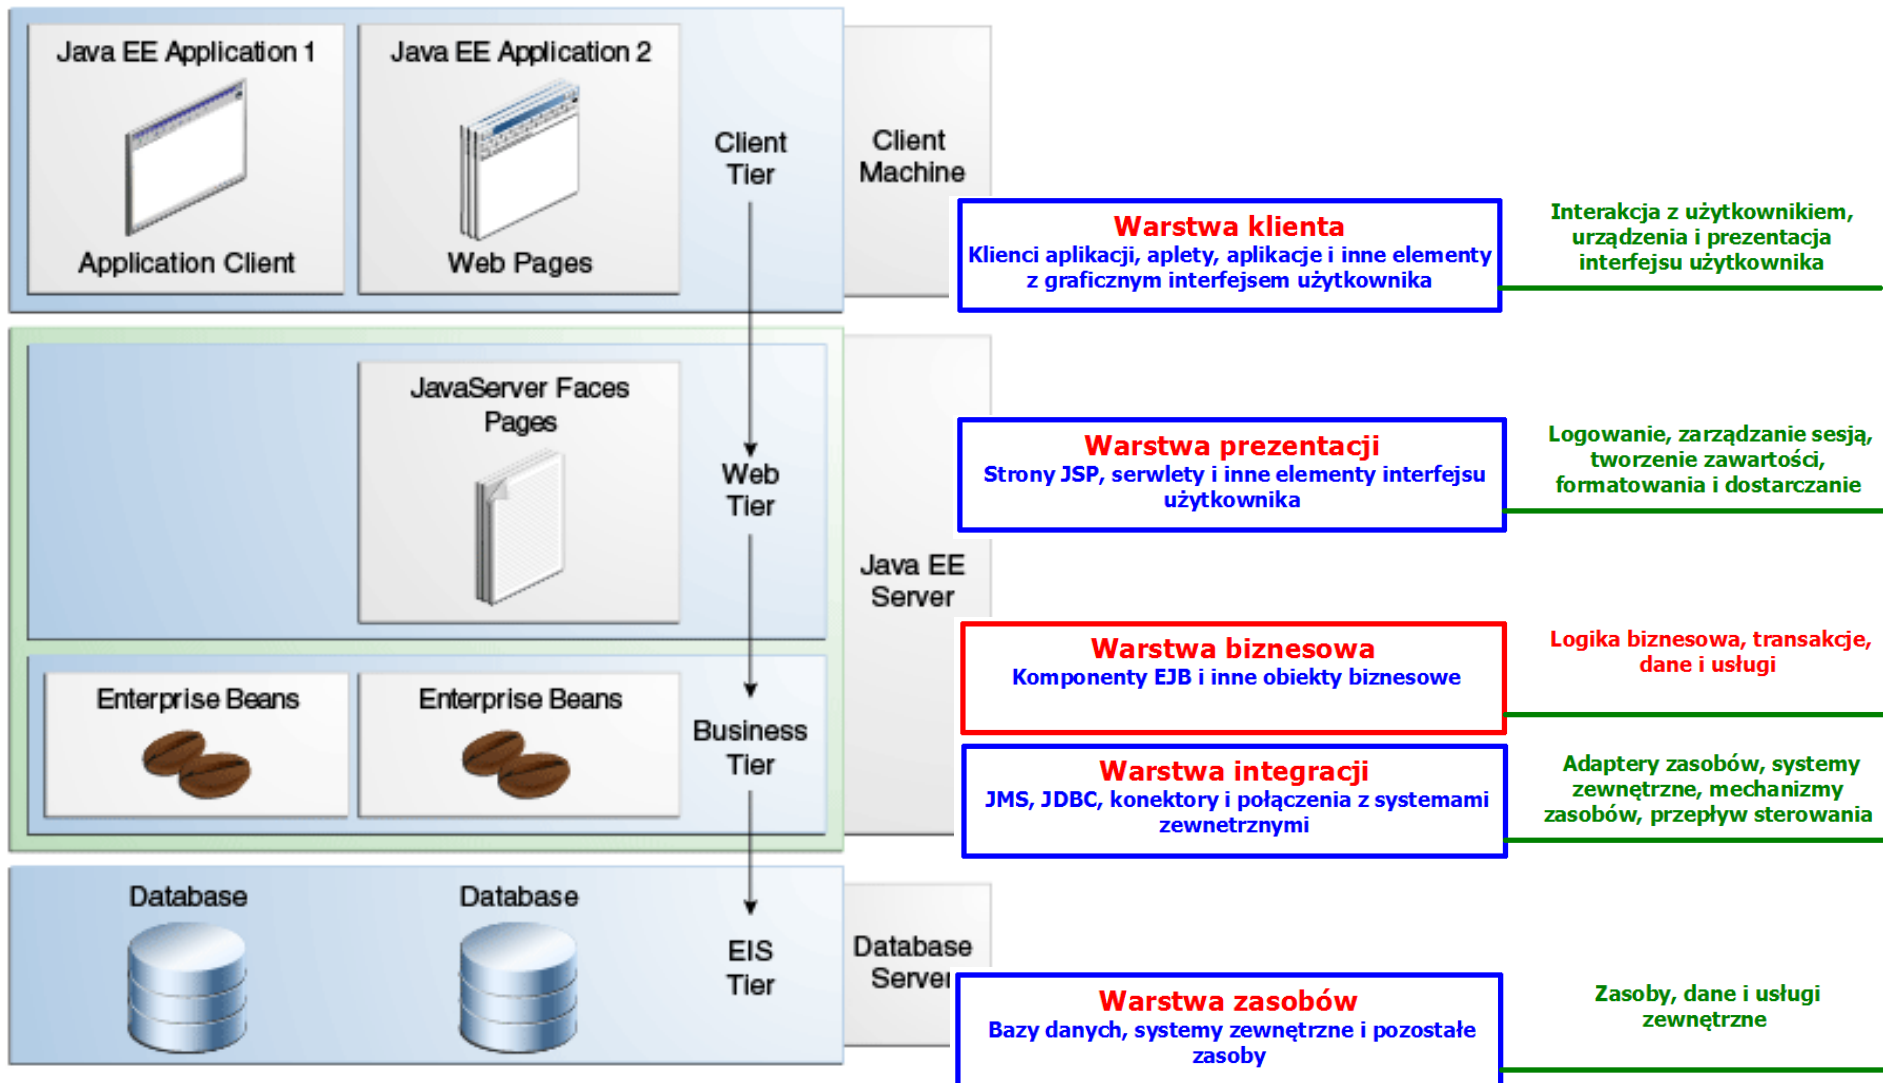 Java EE Application 1
Java EE Application 2
Client
Tier
Client
Machine
Application Client
Web Pages
Warstwa klienta
Klienci aplikacji, aplety, aplikacje i inne elementy
z graficznym interfejsem użytkownika
Interakcja z użytkownikiem,
urządzenia i prezentacja
interfejsu użytkownika
JavaServer Faces
Pages
Web
Tier
Warstwa prezentacji
Strony JSP, serwlety i inne elementy interfejsu
użytkownika
Logowanie, zarządzanie sesją,
tworzenie zawartości,
formatowania i dostarczanie
Java EE
Server
Enterprise Beans
Enterprise Beans
Business
Tier
Warstwa biznesowa
Komponenty EJB i inne obiekty biznesowe
Logika biznesowa, transakcje,
dane i usługi
Warstwa integracji
JMS, JDBC, konektory i połączenia z systemami
zewnetrznymi
Adaptery zasobów, systemy
zewnętrzne, mechanizmy
zasobów, przepływ sterowania
Database
Database
EIS
Tier
Database
Server
Warstwa zasobów
Bazy danych, systemy zewnętrzne i pozostałe
zasoby
Zasoby, dane i usługi
zewnętrzne